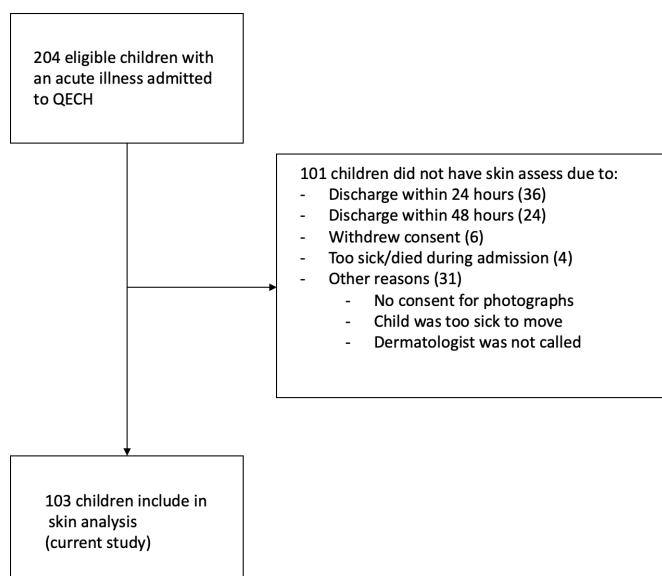 204 eligible children with
an acute illness admitted
to QECH
101 children did not have skin assess due to:
- Discharge within 24 hours (36)
- Discharge within 48 hours (24)
- Withdrew consent (6)
- Too sick/died during admission (4)
- Other reasons (31)
- No consent for photographs
- Child was too sick to move
- Dermatologist was not called
103 children include in
skin analysis
(current study)